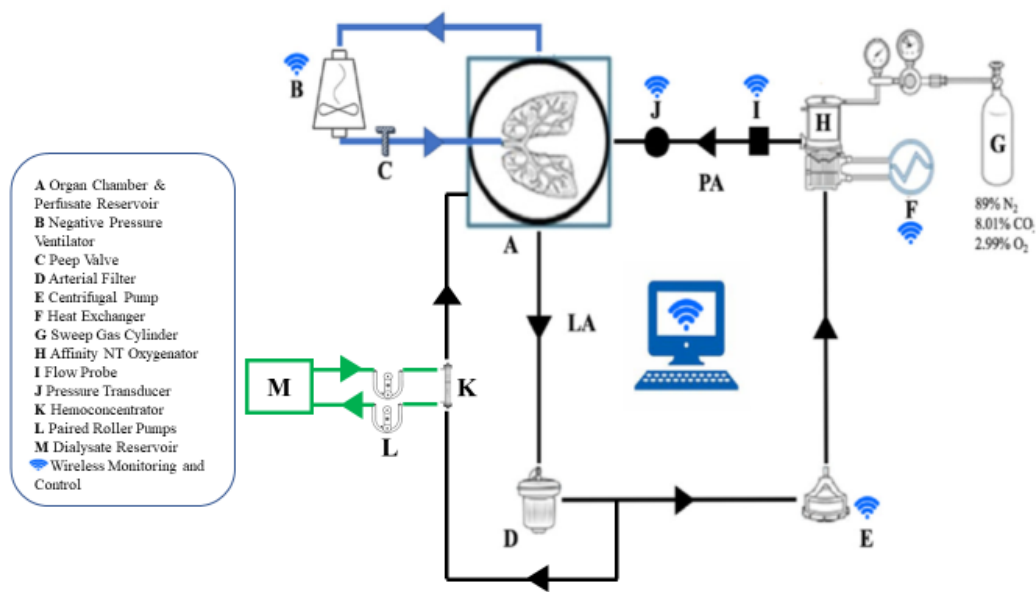 B
J
I
H
G
C
PA
F
89% N2
8.01% CO2
2.99% O2
A
A Organ Chamber &
Perfusate Reservoir
B Negative Pressure
Ventilator
C Peep Valve
D Arterial Filter
E Centrifugal Pump
F Heat Exchanger
G Sweep Gas Cylinder
H Affinity NT Oxygenator
I Flow Probe
J Pressure Transducer
K Hemoconcentrator
L Paired Roller Pumps
M Dialysate Reservoir
Wireless Monitoring and
Control
LA
M
K
L
D
E